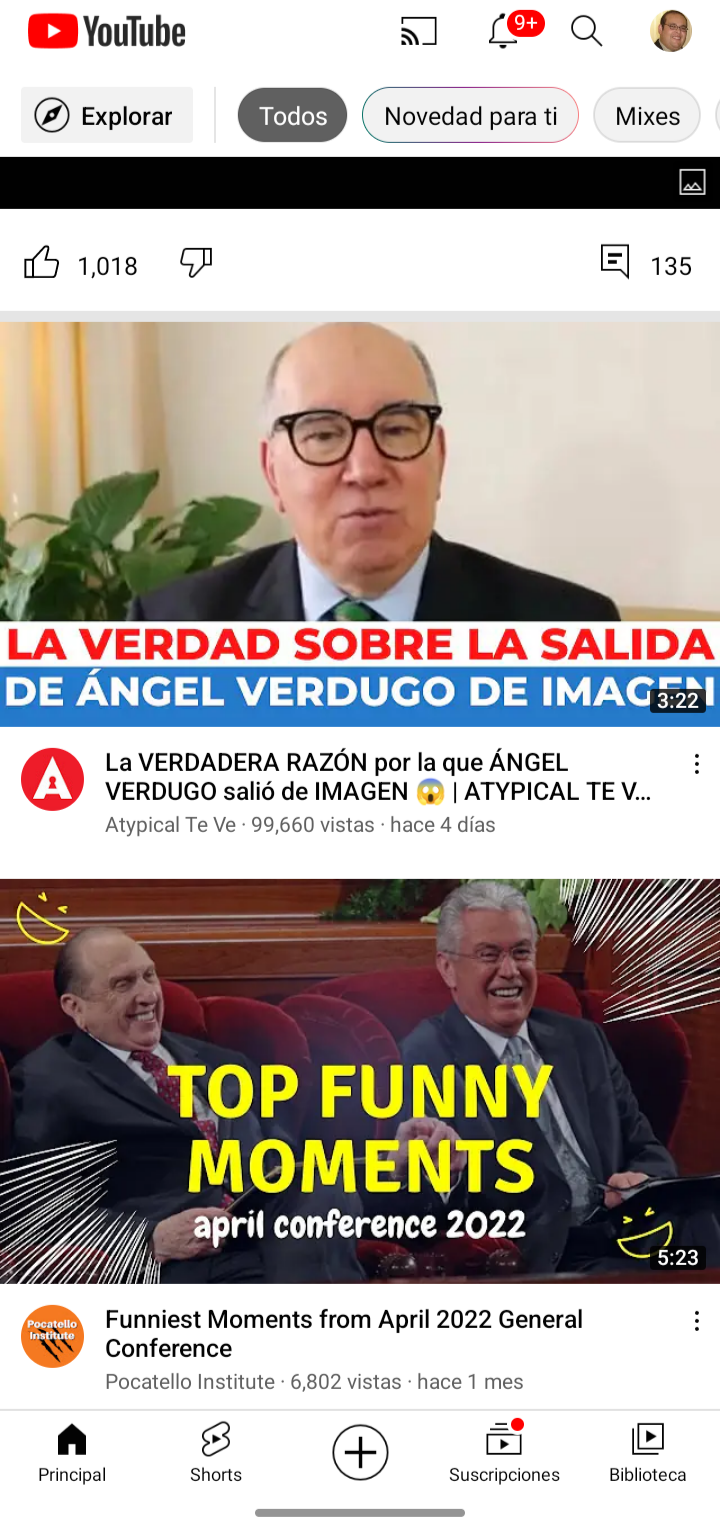 YouTube
9+
Explorar
Todos
Novedad para ti
Mixes
1,018
135
LA VERDAD SOBRE LA SALIDA
DE ÁNGEL VERDUGO DE IMAGEN
3:22
La VERDADERA RAZÓN por la que ÁNGEL
VERDUGO salió de IMAGEN 😱 | ATYPICAL TE V...
Atypical Te Ve · 99,660 vistas · hace 4 días
TOP FUNNY
MOMENTS
april conference 2022
5:23
Pocatello
Institute
Funniest Moments from April 2022 General
Conference
Pocatello Institute · 6,802 vistas · hace 1 mes
Principal
Shorts
Suscripciones
Biblioteca